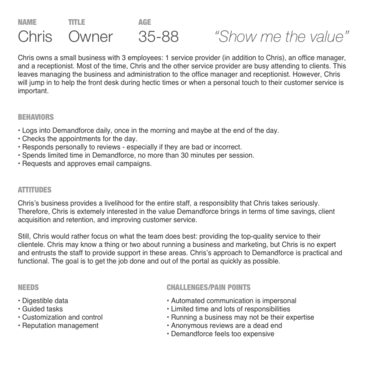 NAME TITLE AGE
Chris Owner 35-88 “Show me the value”
Chris owns a small business with 3 employees: 1 service provider (in addition to Chris), an office manager,
and a receptionist. Most of the time, Chris and the other service provider are busy attending to clients. This
leaves managing the business and administration to the office manager and receptionist. However, Chris
will jump in to help the front desk during hectic times or when a personal touch to their customer service is
important.
BEHAVIORS
• Logs into Demandforce daily, once in the morning and maybe at the end of the day.
• Checks the appointments for the day.
• Responds personally to reviews - especially if they are bad or incorrect.
• Spends limited time in Demandforce, no more than 30 minutes per session.
• Requests and approves email campaigns.
ATTITUDES
Chris's business provides a livelihood for the entire staff, a responsiblity that Chris takes seriously.
Therefore, Chris is extemely interested in the value Demandforce brings in terms of time savings, client
acquisition and retention, and improving customer service.
Still, Chris would rather focus on what the team does best: providing the top-quality service to their
clientele. Chris may know a thing or two about running a business and marketing, but Chris is no expert
and entrusts the staff to provide support in these areas. Chris's approach to Demandforce is practical and
functional. The goal is to get the job done and out of the portal as quickly as possible.
NEEDS
• Digestible data
• Guided tasks
• Customization and control
• Reputation management
CHALLENGES/PAIN POINTS
• Automated communication is impersonal
• Limited time and lots of responsibilities
• Running a business may not be their expertise
• Anonymous reviews are a dead end
• Demandforce feels too expensive